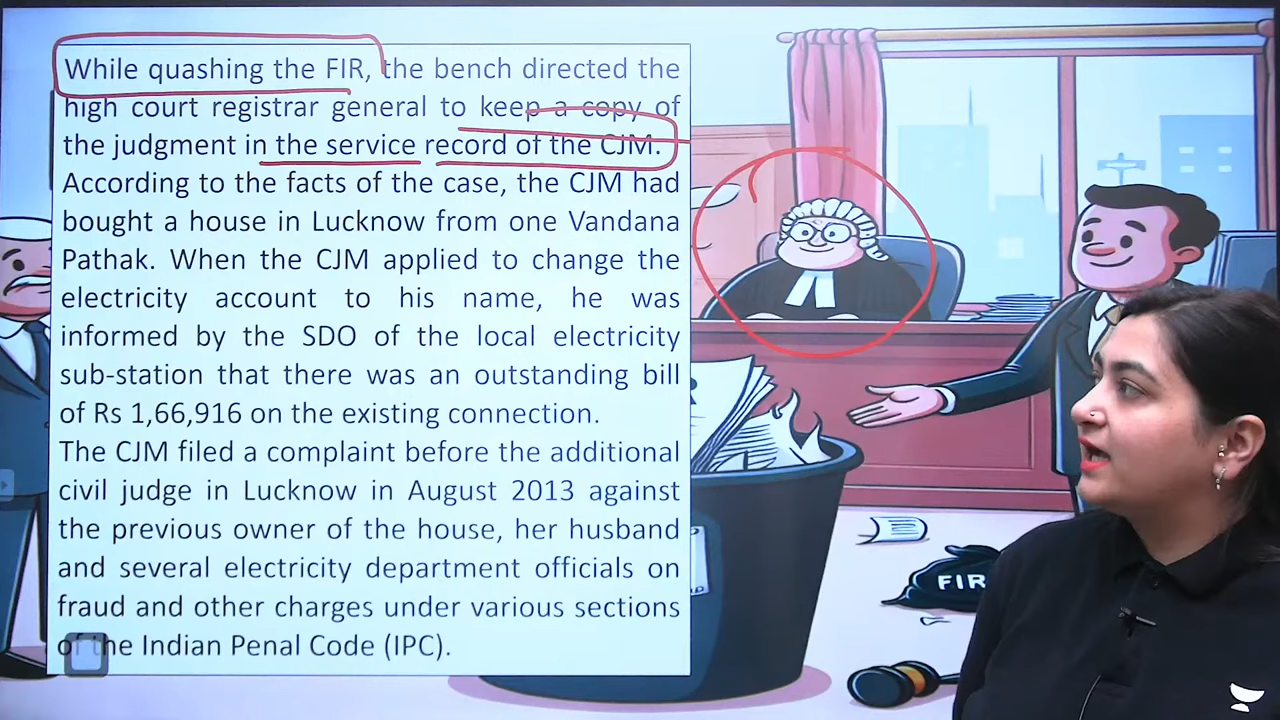 While quashing the FIR, the bench directed the
high court registrar general to keep a copy of
the judgment in the service record of the CJM.
According to the facts of the case, the CJM had
bought a house in Lucknow from one Vandana
Pathak. When the CJM applied to change the
electricity account to his name, he was
informed by the SDO of the local electricity
sub-station that there was an outstanding bill
of Rs 1,66,916 on the existing connection.
The CJM filed a complaint before the additional
civil judge in Lucknow in August 2013 against
the previous owner of the house, her husband
and several electricity department officials on
fraud and other charges under various sections
of the Indian Penal Code (IPC).
FIR